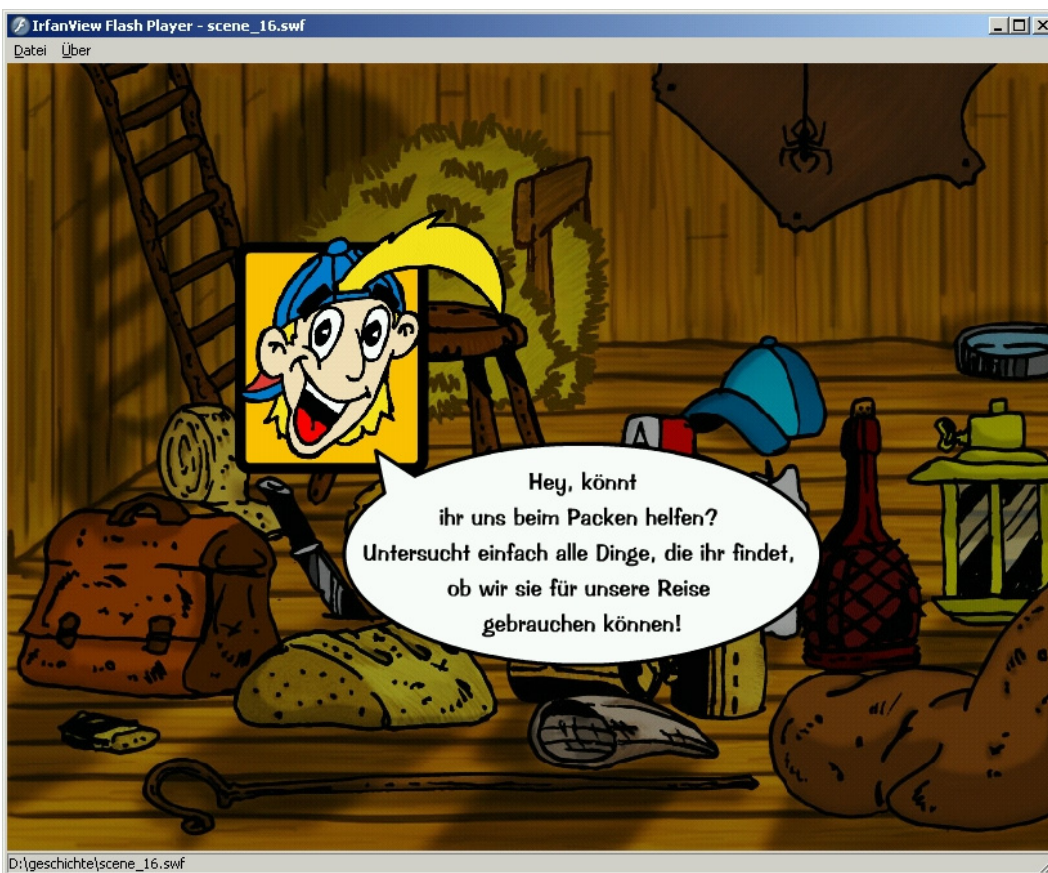 IrfanView Flash Player - scene_16.swf
Datei Über
A
Hey, könnt
ihr uns beim Packen helfen?
Untersucht einfach alle Dinge, die ihr findet,
ob wir sie für unsere Reise
gebrauchen können!
D:\geschichte\scene_16.swf